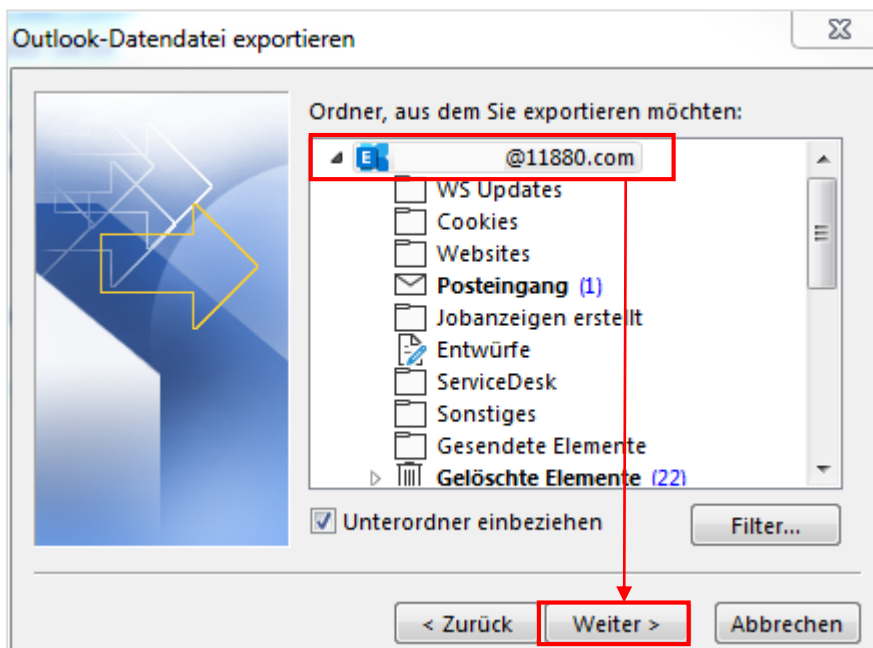 Outlook-Datendatei exportieren
Ordner, aus dem Sie exportieren möchten:
E @11880.com
WS Updates
Cookies
Websites
Posteingang (1)
Jobanzeigen erstellt
Entwürfe
ServiceDesk
Sonstiges
Gesendete Elemente
Gelöschte Elemente (22)
Unterordner einbeziehen
Filter...
< Zurück
Weiter >
Abbrechen